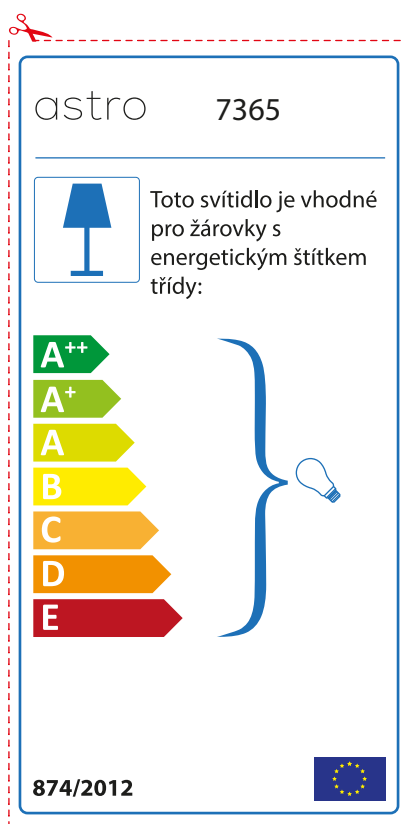 astro 7365
Toto svítidlo je vhodné
pro žárovky s
energetickým štítkem
třídy:
A++
A+
A
B
C
D
E
874/2012